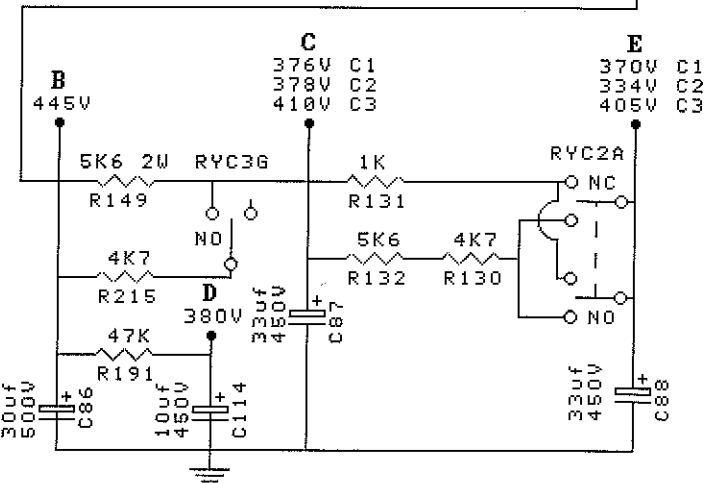 B
445V
C
376V C1
378V C2
410V C3
E
370V C1
334V C2
405V C3
5K6 2W
R149
RYC3G
NO
1K
R131
RYC2A
NC
NO
4K7
R215
5K6
R132
4K7
R130
D
380V
47K
R191
33uf
450V
C87
30uf
500V
C86
10uf
450V
C114
33uf
450V
C88
+
+
+
+